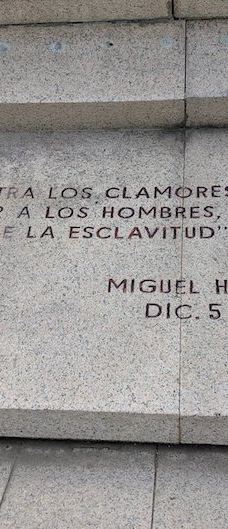 TRA LOS CLAMORES
A LOS HOMBRES,
E LA ESCLAVITUD"
MIGUEL H
DIC. 5